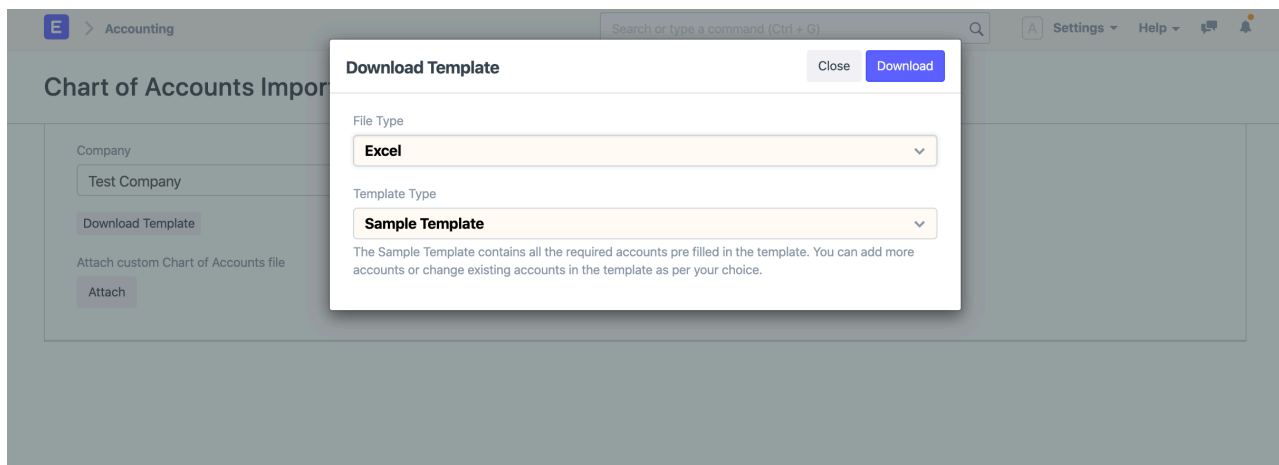 E
Accounting
Search or type a command (Ctrl + G)
A
Settings
Help
Chart of Accounts Impor
Download Template
Close
Download
File Type
Excel
Template Type
Sample Template
The Sample Template contains all the required accounts pre filled in the template. You can add more
accounts or change existing accounts in the template as per your choice.
Company
Test Company
Download Template
Attach custom Chart of Accounts file
Attach